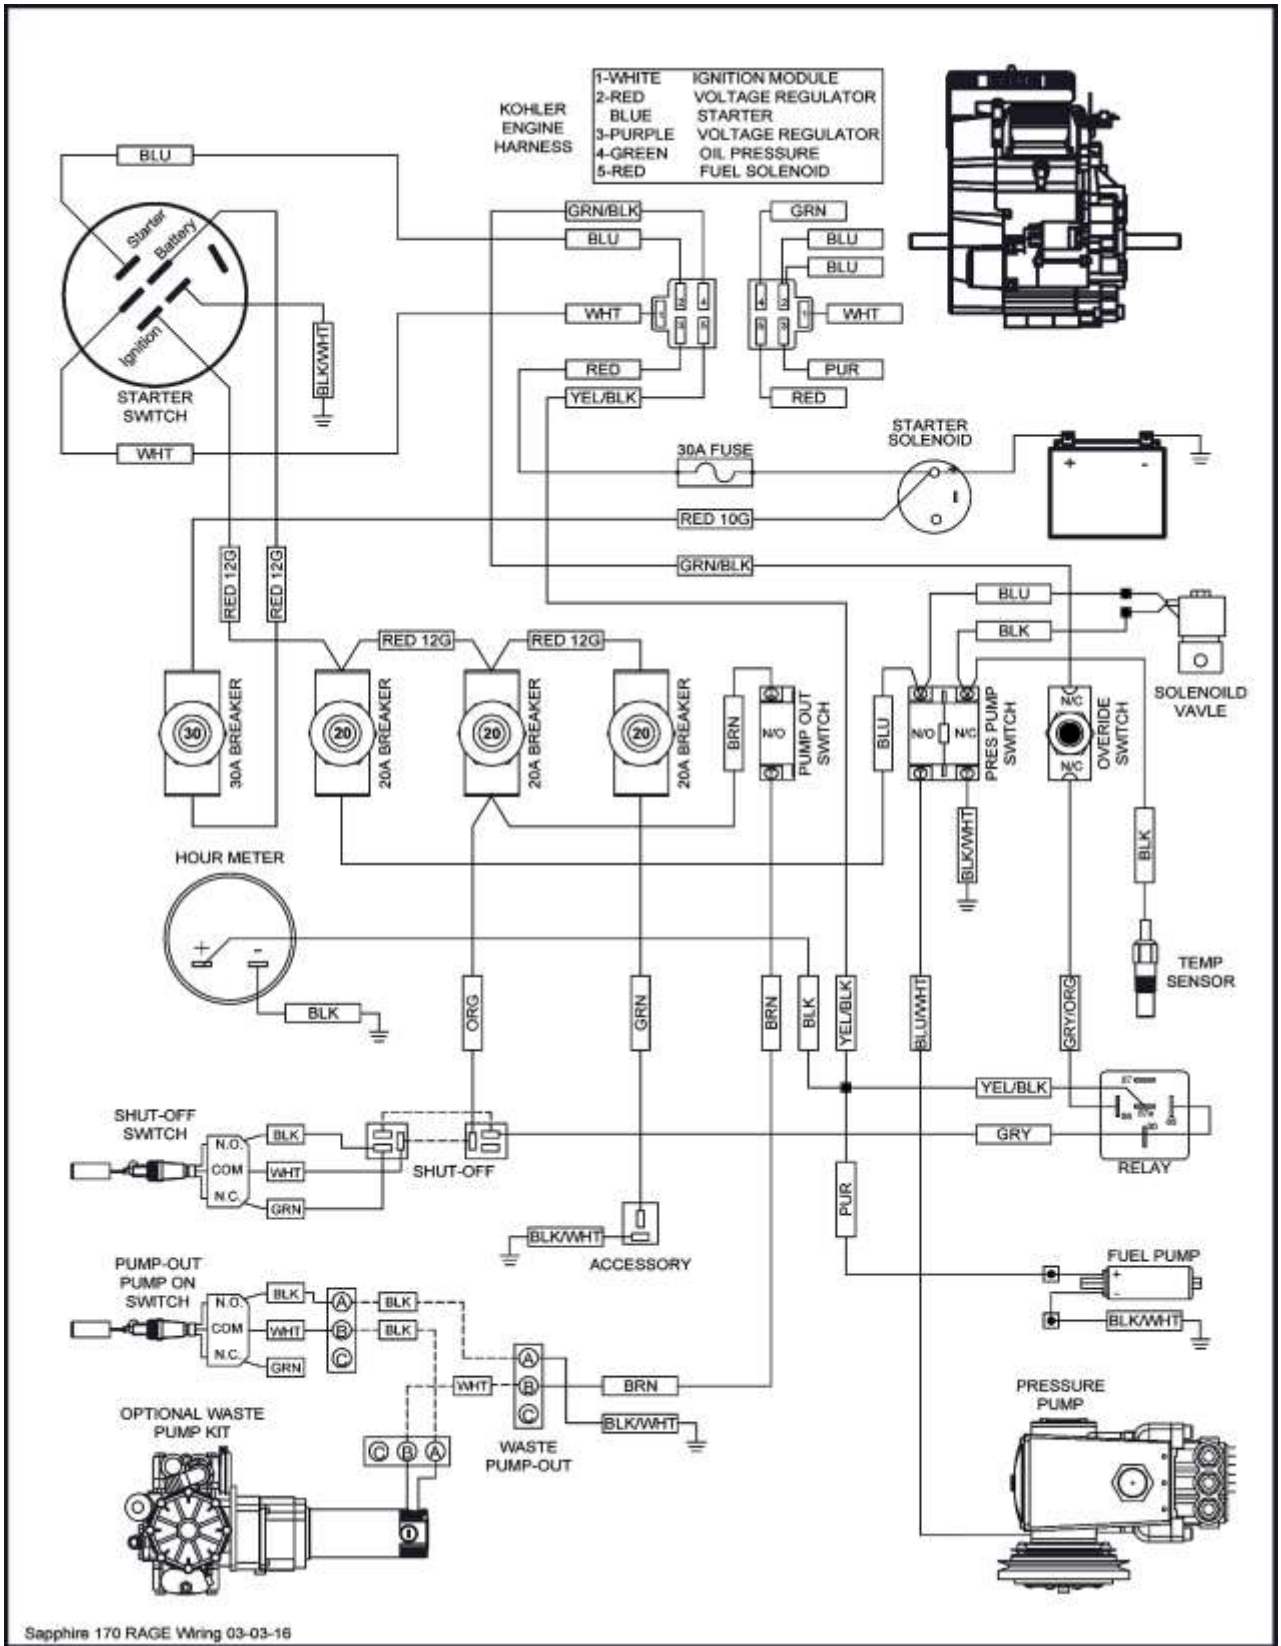 KOHLER
ENGINE
HARNESS
1-WHITE IGNITION MODULE
2-RED VOLTAGE REGULATOR
BLUE STARTER
3-PURPLE VOLTAGE REGULATOR
4-GREEN OIL PRESSURE
5-RED FUEL SOLENOID
BLU
Starter
Battery
Ignition
STARTER
SWITCH
BLK/WHT
WHT
GRN/BLK
BLU
WHT
RED
YEL/BLK
GRN
BLU
BLU
WHT
PUR
RED
30A FUSE
STARTER
SOLENOID
+
+ -
RED 10G
GRN/BLK
RED 12G
RED 12G
RED 12G
RED 12G
BLU
BLK
SOLENOILD
VAVLE
30
30A BREAKER
20
20A BREAKER
20
20A BREAKER
20
20A BREAKER
BRN
N/O
PUMP OUT
SWITCH
BLU
N/O
N/C
PRES PUMP
SWITCH
N/C
N/C
OVERRIDE
SWITCH
BLK/WHT
BLK
TEMP
SENSOR
HOUR METER
+ -
BLK
ORG
GRN
BRN
BLK
YEL/BLK
BLU/WHT
GRY/ORG
YEL/BLK
GRY
RELAY
SHUT-OFF
SWITCH
N.O.
COM
N.C.
BLK
WHT
GRN
SHUT-OFF
BLK/WHT
ACCESSORY
PUR
FUEL PUMP
+
-
BLK/WHT
PUMP-OUT
PUMP ON
SWITCH
N.O.
COM
N.C.
BLK
WHT
GRN
A
B
C
BLK
BLK
WHT
A
B
C
BRN
BLK/WHT
WASTE
PUMP-OUT
OPTIONAL WASTE
PUMP KIT
C B A
PRESSURE
PUMP
Sapphire 170 RAGE Wiring 03-03-16